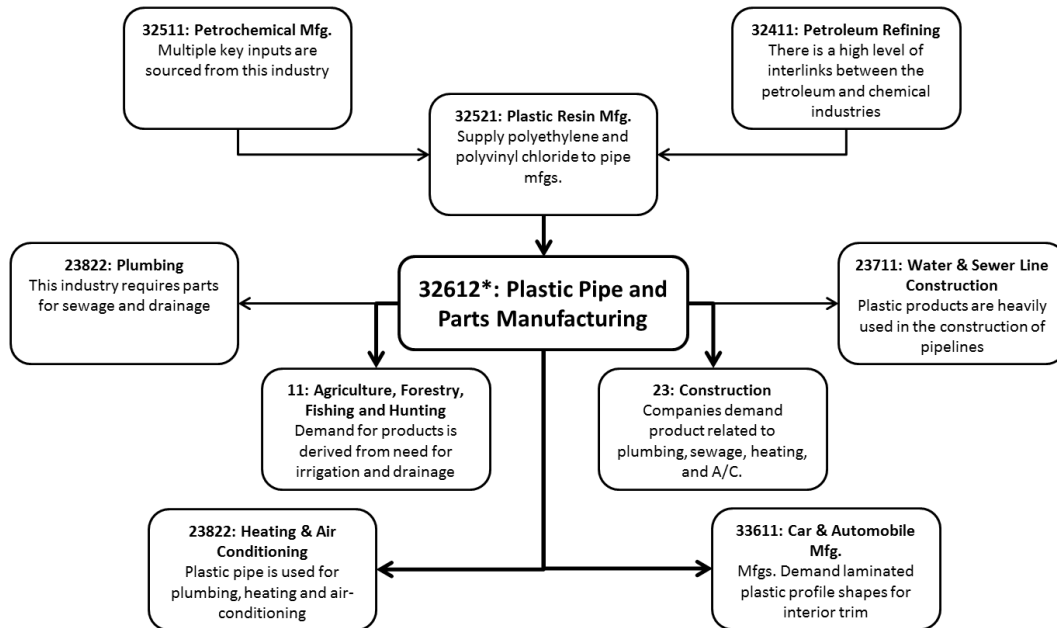 32511: Petrochemical Mfg.
Multiple key inputs are
sourced from this industry
32411: Petroleum Refining
There is a high level of
interlinks between the
petroleum and chemical
industries
32521: Plastic Resin Mfg.
Supply polyethylene and
polyvinyl chloride to pipe
mfgs.
23822: Plumbing
This industry requires parts
for sewage and drainage
32612*: Plastic Pipe and
Parts Manufacturing
23711: Water & Sewer Line
Construction
Plastic products are heavily
used in the construction of
pipelines
11: Agriculture, Forestry,
Fishing and Hunting
Demand for products is
derived from need for
irrigation and drainage
23: Construction
Companies demand
product related to
plumbing, sewage, heating,
and A/C.
23822: Heating & Air
Conditioning
Plastic pipe is used for
plumbing, heating and air-
conditioning
33611: Car & Automobile
Mfg.
Mfgs. Demand laminated
plastic profile shapes for
interior trim